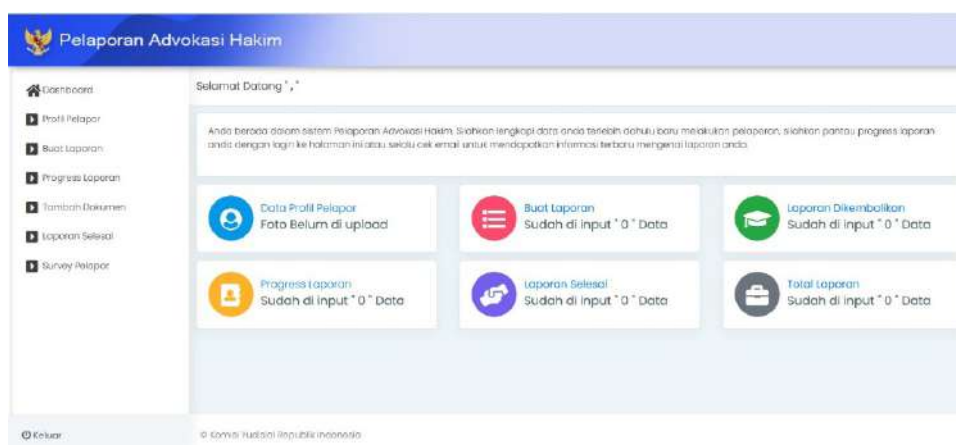 Pelaporan Advokasi Hakim
Dashboard
Profil Pelapor
Buat Laporan
Progress Laporan
Tambah Dokumen
Laporan Selesai
Survey Pelapor
Keluar
Selamat Datang " , "
Anda berada dalam sistem Pelaporan Advokasi Hakim. Silahkan lengkapi data anda terlebih dahulu baru melakukan pelaporan, silahkan pantau progress laporan
anda dengan login ke halaman ini atau selalu cek email untuk mendapatkan informasi terbaru mengenai laporan anda.
Data Profil Pelapor
Foto Belum di upload
Buat Laporan
Sudah di input " 0 " Data
Laporan Dikembalikan
Sudah di input " 0 " Data
Progress Laporan
Sudah di input " 0 " Data
Laporan Selesai
Sudah di input " 0 " Data
Total Laporan
Sudah di input " 0 " Data
© Komisi Yudisial Republik Indonesia